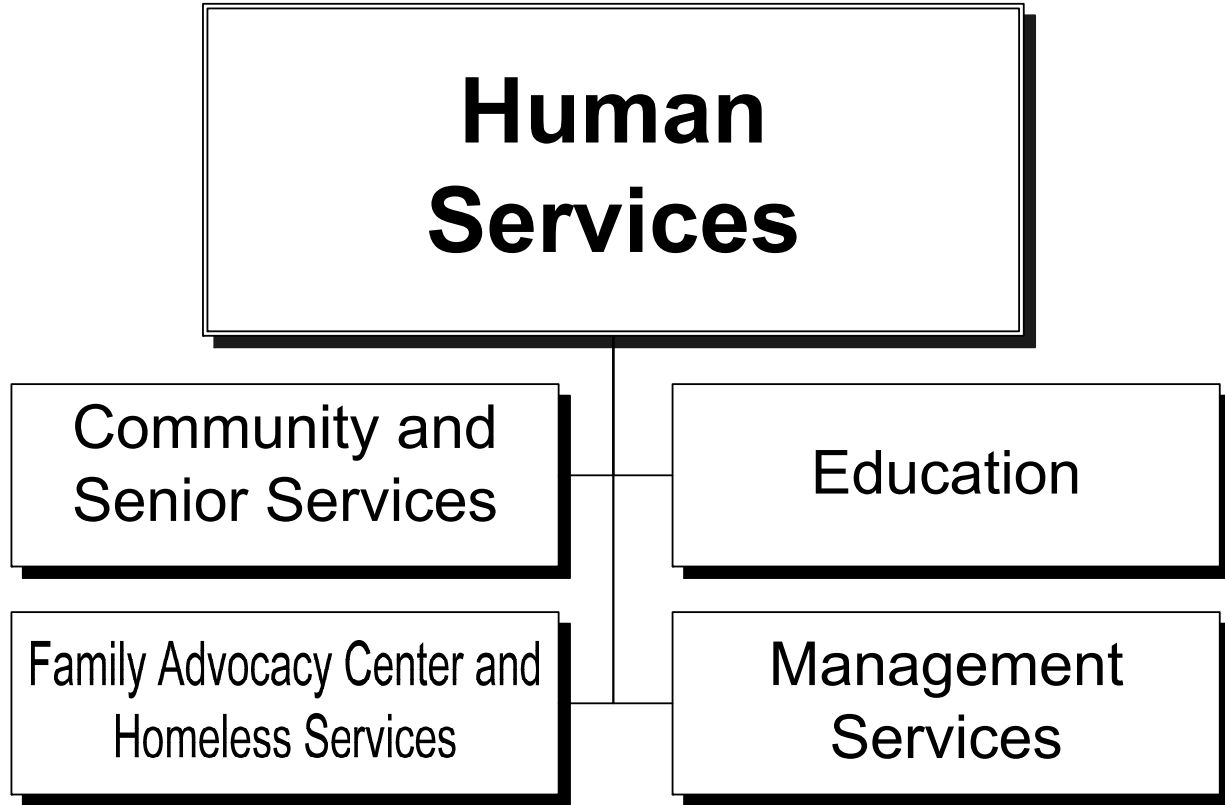 Human
Services
Community and
Senior Services
Education
Family Advocacy Center and
Homeless Services
Management
Services